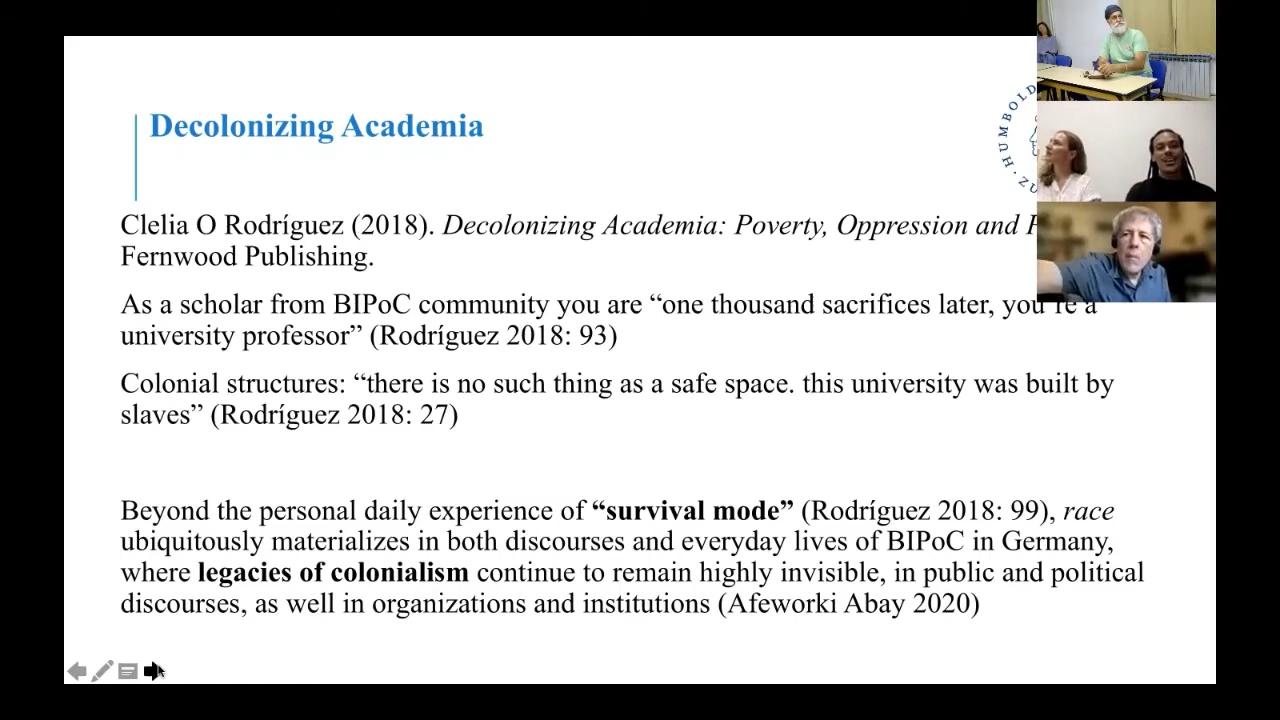 Decolonizing Academia
HUMBOLD
ZU
Clelia O Rodríguez (2018). Decolonizing Academia: Poverty, Oppression and
Fernwood Publishing.
As a scholar from BIPoC community you are “one thousand sacrifices later, you’re a
university professor” (Rodríguez 2018: 93)
Colonial structures: “there is no such thing as a safe space. this university was built by
slaves” (Rodríguez 2018: 27)
Beyond the personal daily experience of “survival mode” (Rodríguez 2018: 99), race
ubiquitously materializes in both discourses and everyday lives of BIPoC in Germany,
where legacies of colonialism continue to remain highly invisible, in public and political
discourses, as well in organizations and institutions (Afeworki Abay 2020)